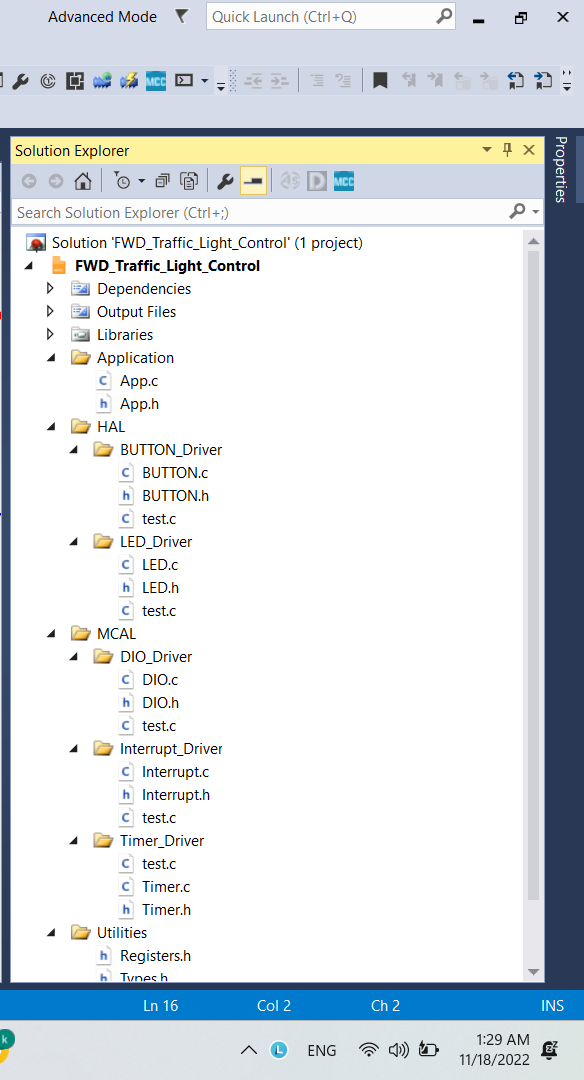 Advanced Mode
Quick Launch (Ctrl+Q)
MCC
Solution Explorer
Properties
D
MCC
Search Solution Explorer (Ctrl+;)
Solution 'FWD_Traffic_Light_Control' (1 project)
FWD_Traffic_Light_Control
Dependencies
Output Files
Libraries
Application
C App.c
h App.h
HAL
BUTTON_Driver
C BUTTON.c
h BUTTON.h
C test.c
LED_Driver
C LED.c
h LED.h
C test.c
MCAL
DIO_Driver
C DIO.c
h DIO.h
C test.c
Interrupt_Driver
C Interrupt.c
h Interrupt.h
C test.c
Timer_Driver
C test.c
C Timer.c
h Timer.h
Utilities
h Registers.h
h Types.h
Ln 16 Col 2 Ch 2 INS
k
L ENG 1:29 AM
11/18/2022